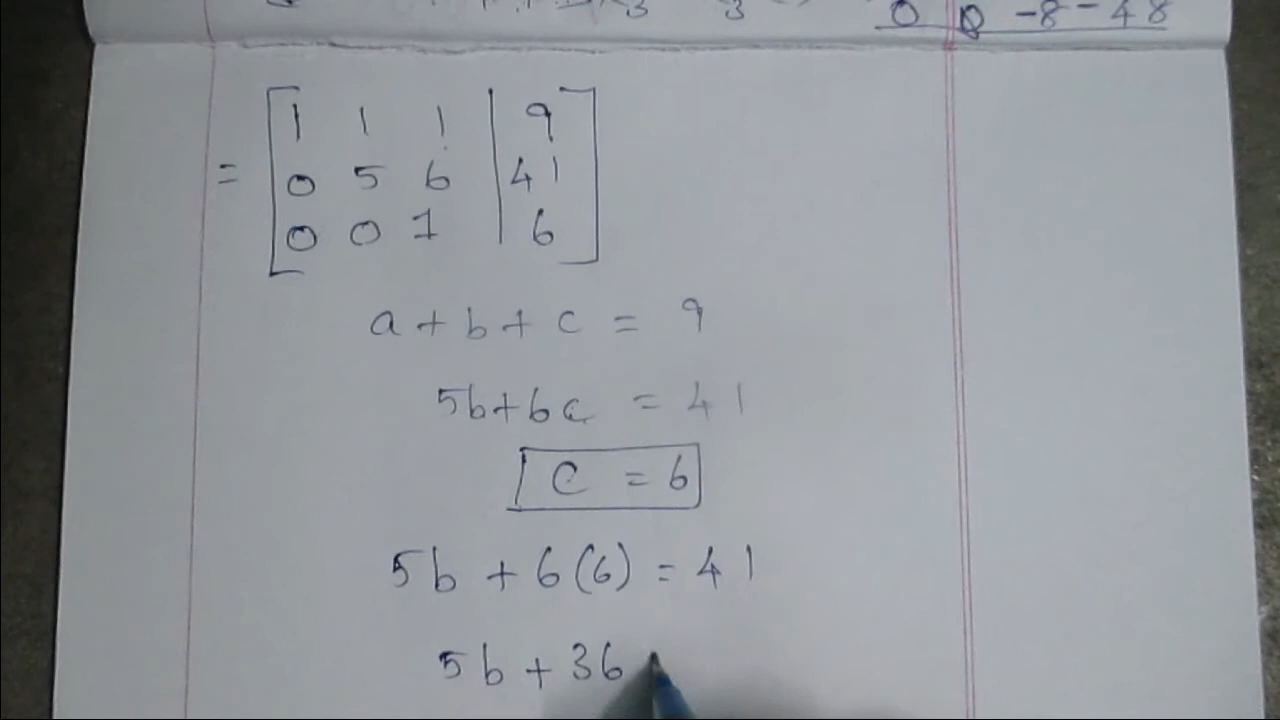 0 0 -8 -48
= [ 1 1 1 | 9 ]
0 5 6 | 41
0 0 1 | 6
a + b + c = 9
5b + 6c = 41
c = 6
5b + 6(6) = 41
5b + 36